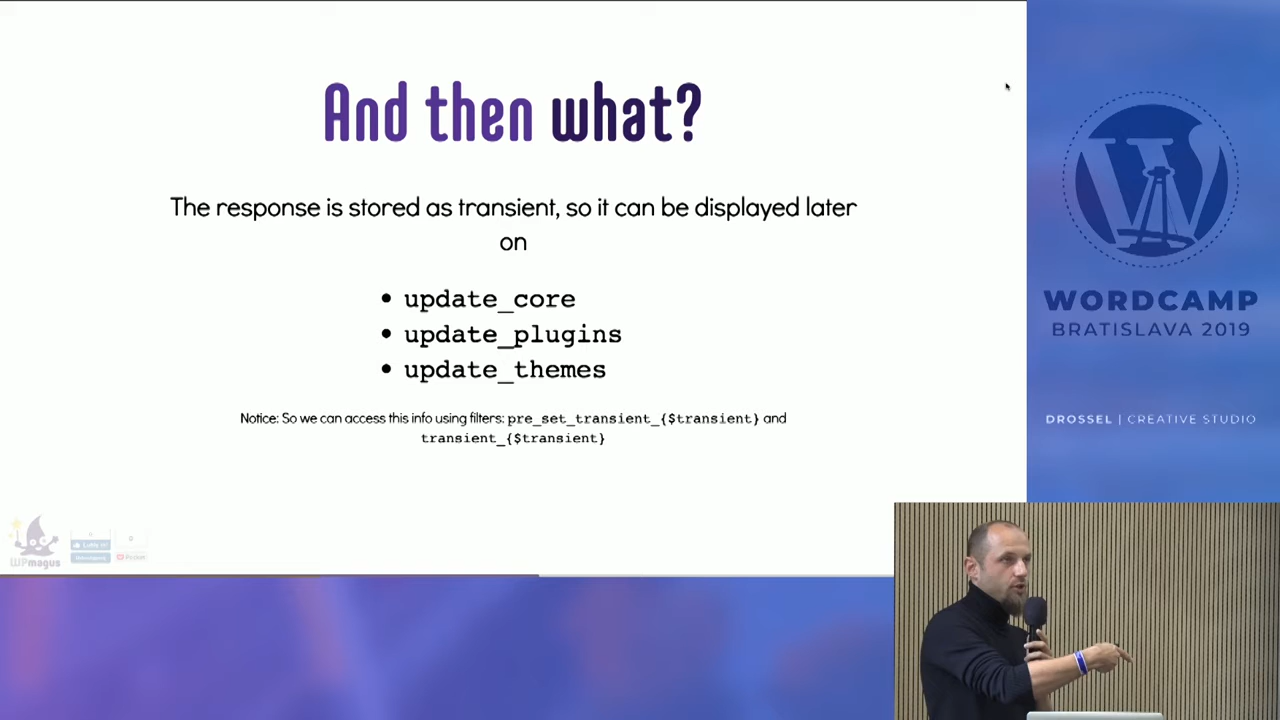 And then what?
The response is stored as transient, so it can be displayed later
on
• update_core
• update_plugins
• update_themes
Notice: So we can access this info using filters: pre_set_transient_{$transient} and
transient_{$transient}
WPmagus
WORDCAMP
BRATISLAVA 2019
DROSSEL | CREATIVE STUDIO